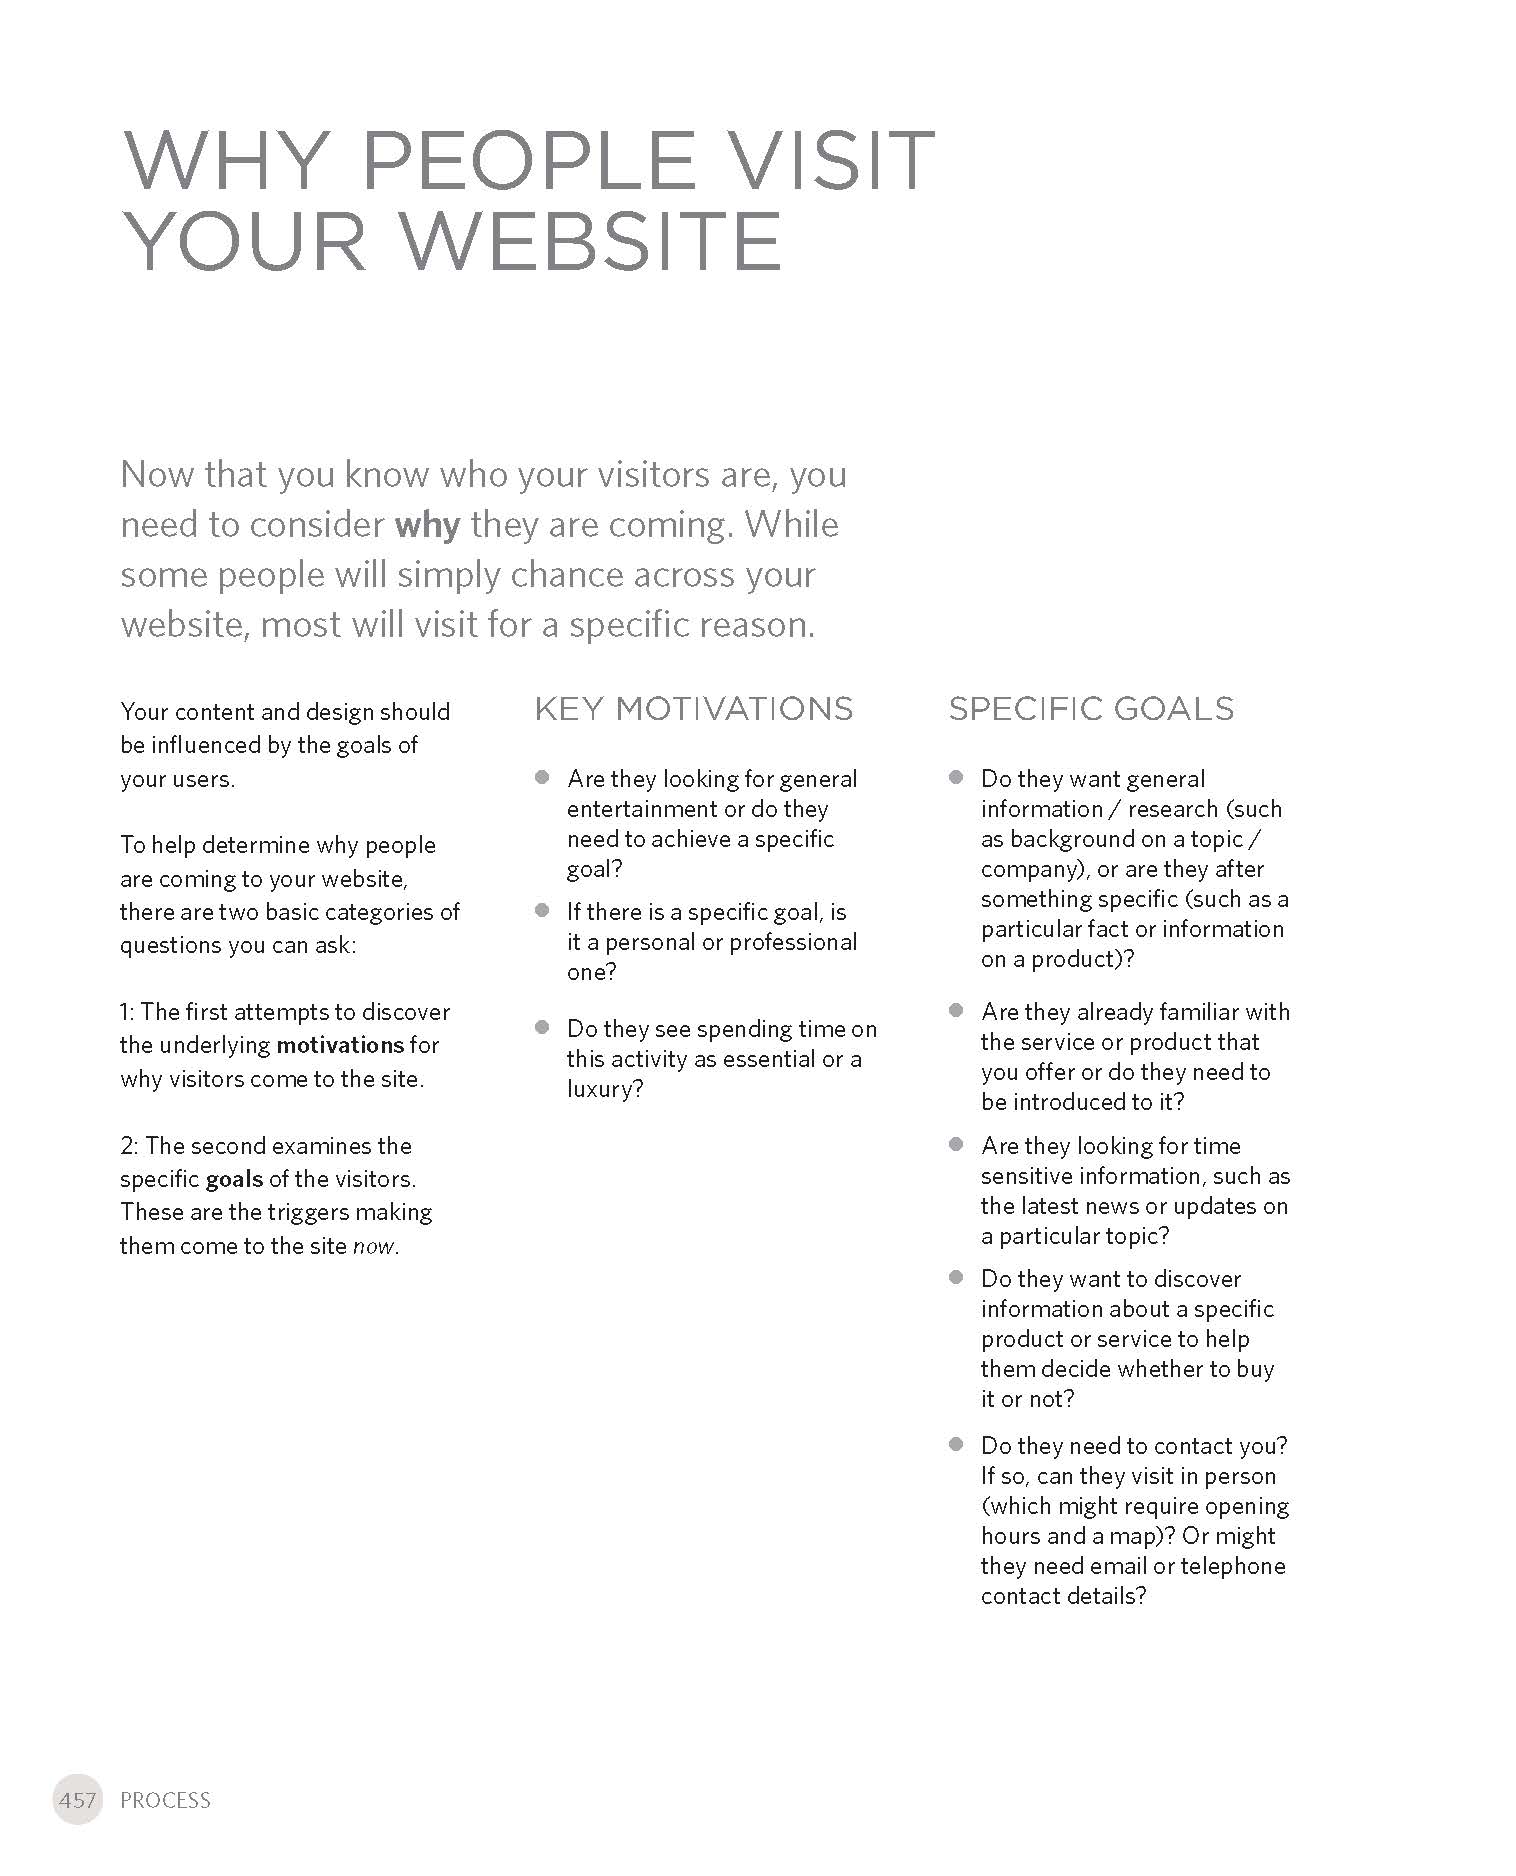 WHY PEOPLE VISIT
YOUR WEBSITE
Now that you know who your visitors are, you
need to consider why they are coming. While
some people will simply chance across your
website, most will visit for a specific reason.
Your content and design should
be influenced by the goals of
your users.
To help determine why people
are coming to your website,
there are two basic categories of
questions you can ask:
1: The first attempts to discover
the underlying motivations for
why visitors come to the site.
2: The second examines the
specific goals of the visitors.
These are the triggers making
them come to the site now.
KEY MOTIVATIONS
Are they looking for general
entertainment or do they
need to achieve a specific
goal?
If there is a specific goal, is
it a personal or professional
one?
Do they see spending time on
this activity as essential or a
luxury?
SPECIFIC GOALS
Do they want general
information / research (such
as background on a topic /
company), or are they after
something specific (such as a
particular fact or information
on a product)?
Are they already familiar with
the service or product that
you offer or do they need to
be introduced to it?
Are they looking for time
sensitive information, such as
the latest news or updates on
a particular topic?
Do they want to discover
information about a specific
product or service to help
them decide whether to buy
it or not?
Do they need to contact you?
If so, can they visit in person
(which might require opening
hours and a map)? Or might
they need email or telephone
contact details?
457 PROCESS